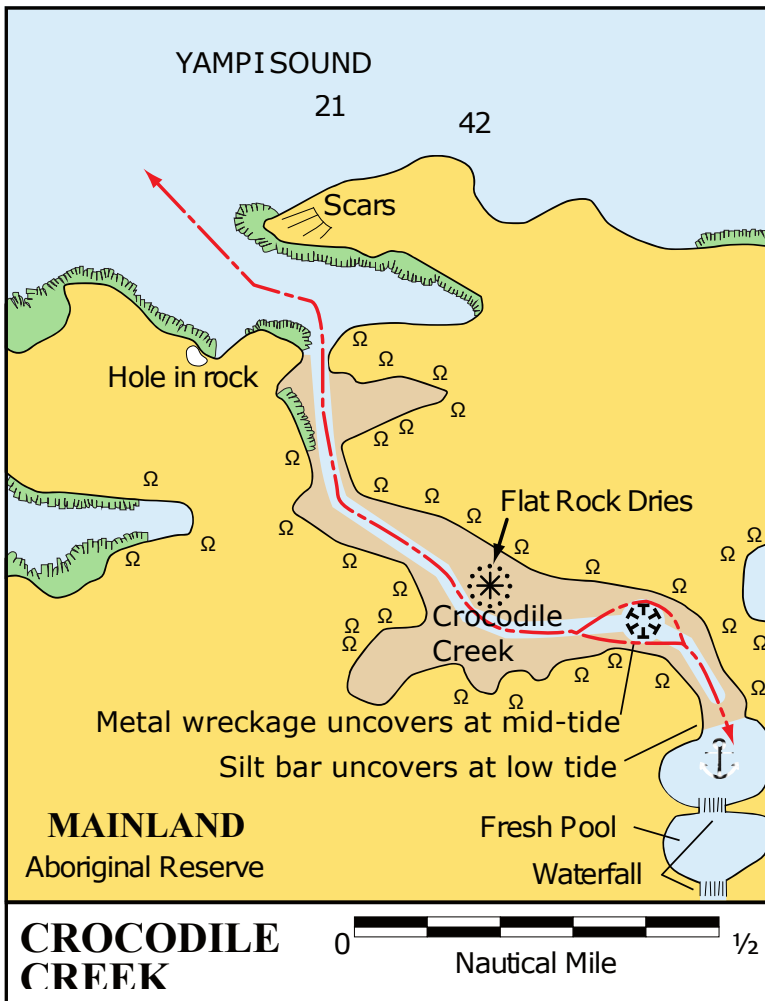 YAMPI SOUND
21
42
Scars
Hole in rock
Flat Rock Dries
Crocodile
Creek
Metal wreckage uncovers at mid-tide
Silt bar uncovers at low tide
MAINLAND
Aboriginal Reserve
Fresh Pool
Waterfall
CROCODILE
CREEK
0
½
Nautical Mile